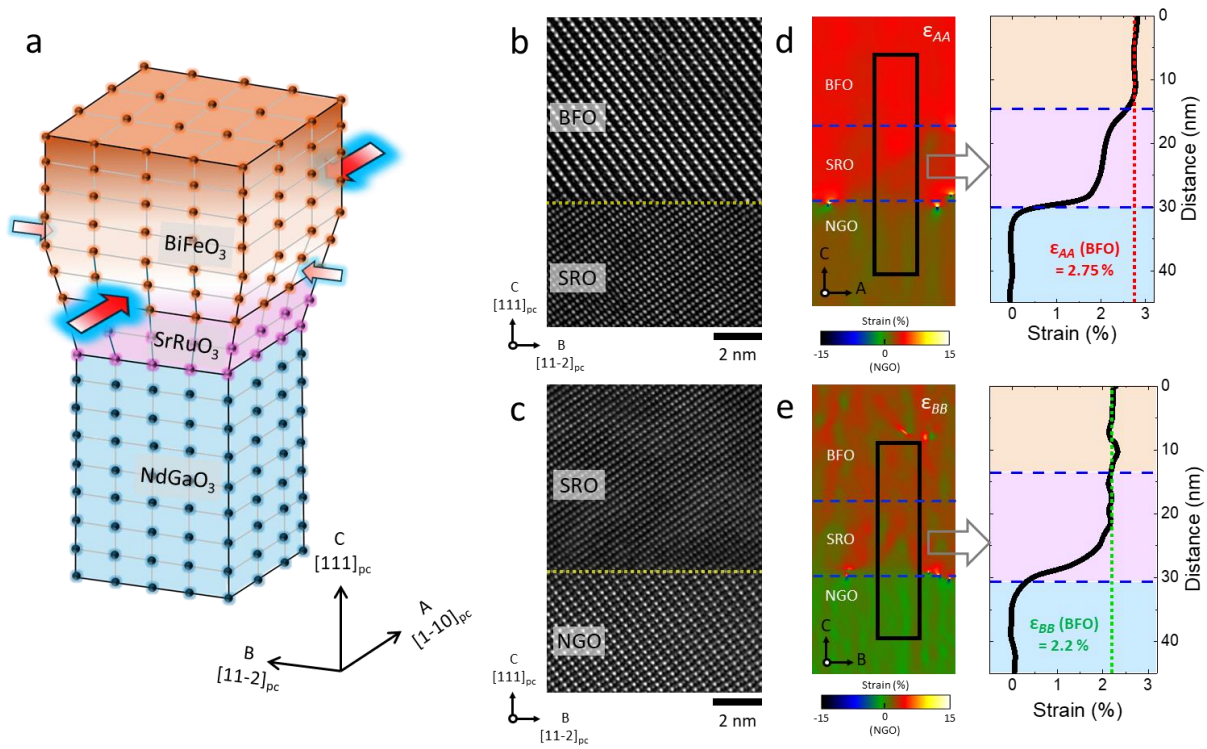 a
BiFeO3
SrRuO3
NdGaO3
C
[111]pc
A
[1-10]pc
B
[11-2]pc
b
BFO
SRO
C
[111]pc
B
[11-2]pc
2 nm
c
SRO
NGO
C
[111]pc
B
[11-2]pc
2 nm
d
εAA
BFO
SRO
NGO
C
A
Strain (%)
-15 0 15
(NGO)
0
10
20
30
40
Distance (nm)
εAA (BFO)
= 2.75 %
0 1 2 3
Strain (%)
e
εBB
BFO
SRO
NGO
C
B
Strain (%)
-15 0 15
(NGO)
0
10
20
30
40
Distance (nm)
εBB (BFO)
= 2.2 %
0 1 2 3
Strain (%)